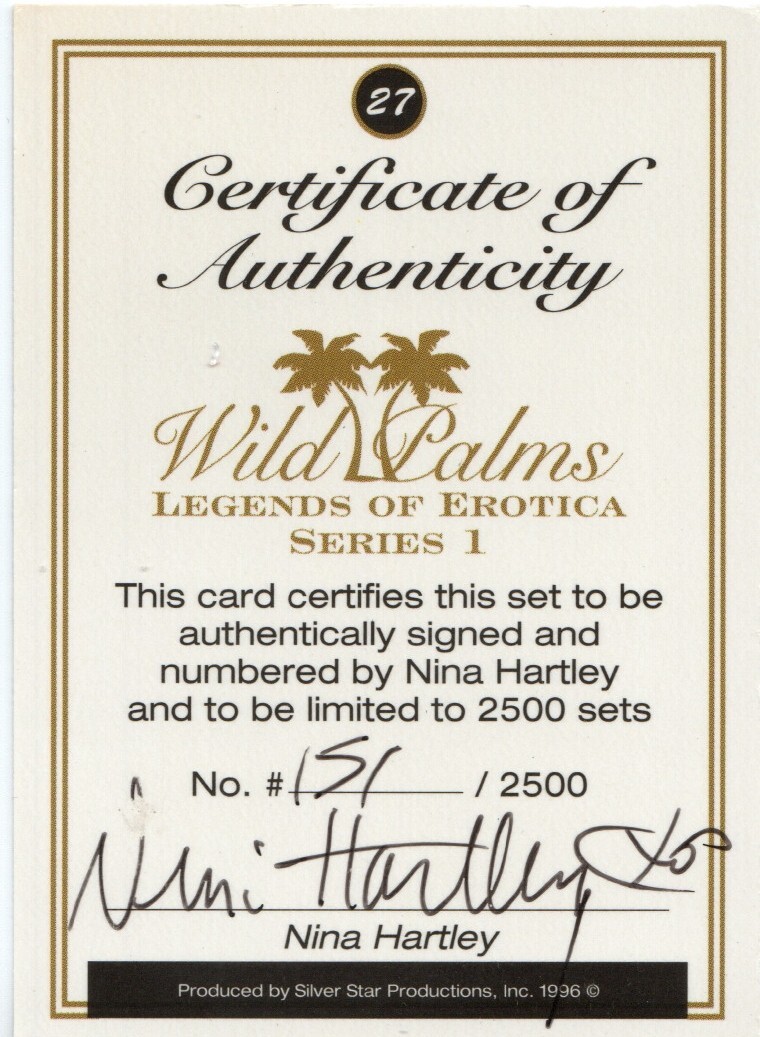 27
Certificate of
Authenticity
Wild Palms
LEGENDS OF EROTICA
SERIES 1
This card certifies this set to be
authentically signed and
numbered by Nina Hartley
and to be limited to 2500 sets
No. # 151 / 2500
Nina Hartley XO
Nina Hartley
Produced by Silver Star Productions, Inc. 1996 ©